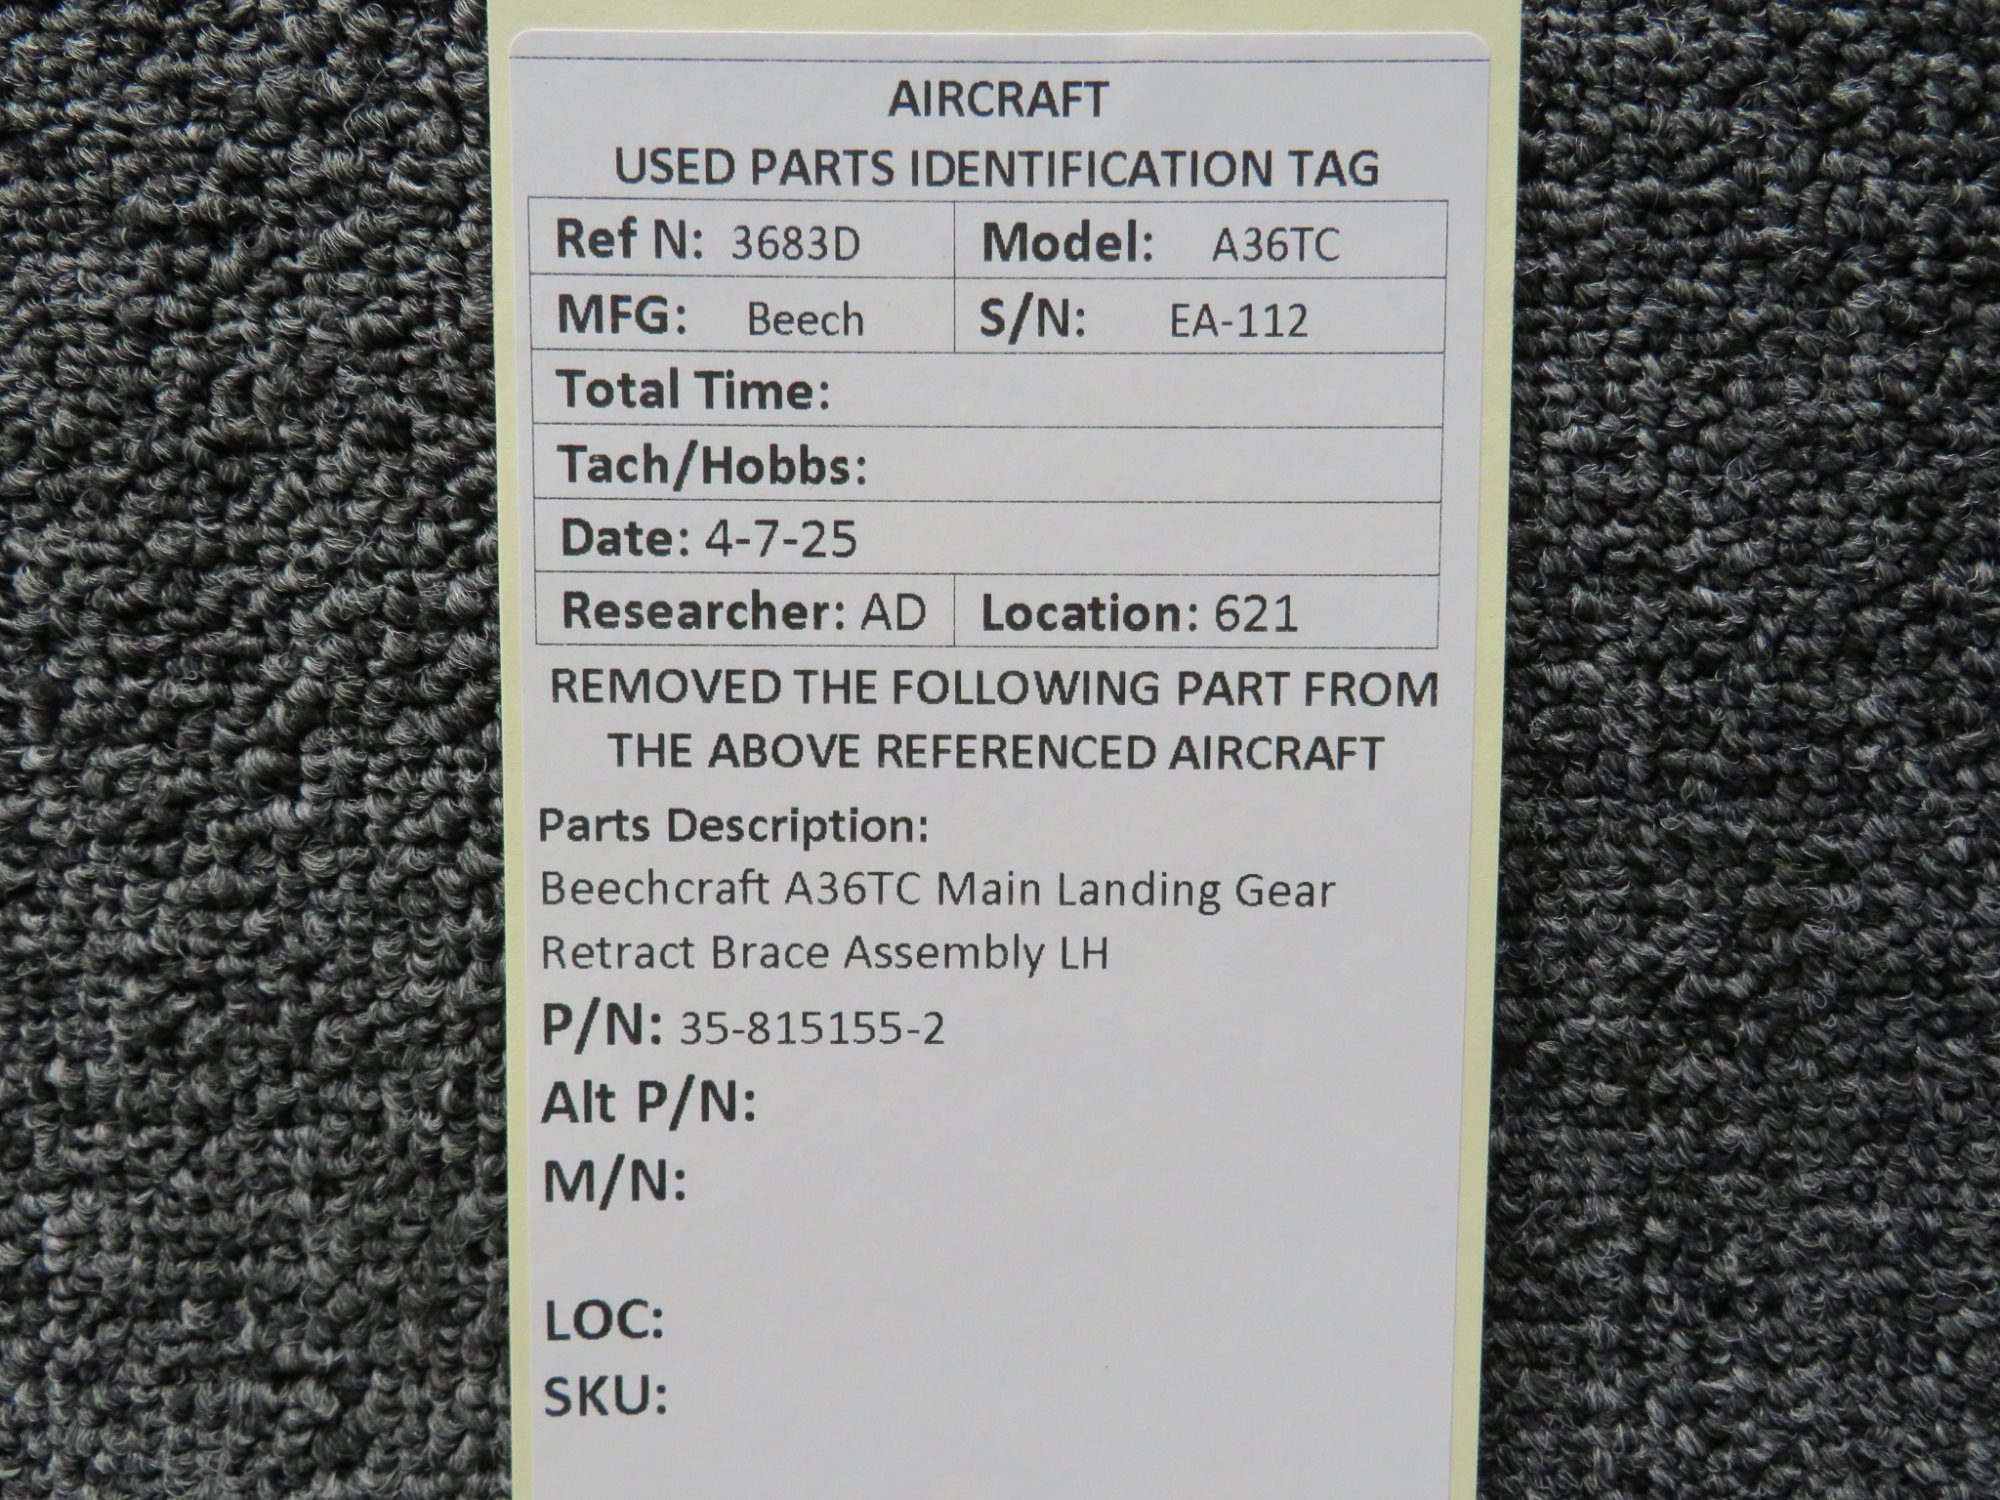 AIRCRAFT
USED PARTS IDENTIFICATION TAG
Ref N: 3683D Model: A36TC
MFG: Beech S/N: EA-112
Total Time:
Tach/Hobbs:
Date: 4-7-25
Researcher: AD Location: 621
REMOVED THE FOLLOWING PART FROM
THE ABOVE REFERENCED AIRCRAFT
Parts Description:
Beechcraft A36TC Main Landing Gear
Retract Brace Assembly LH
P/N: 35-815155-2
Alt P/N:
M/N:
LOC:
SKU: